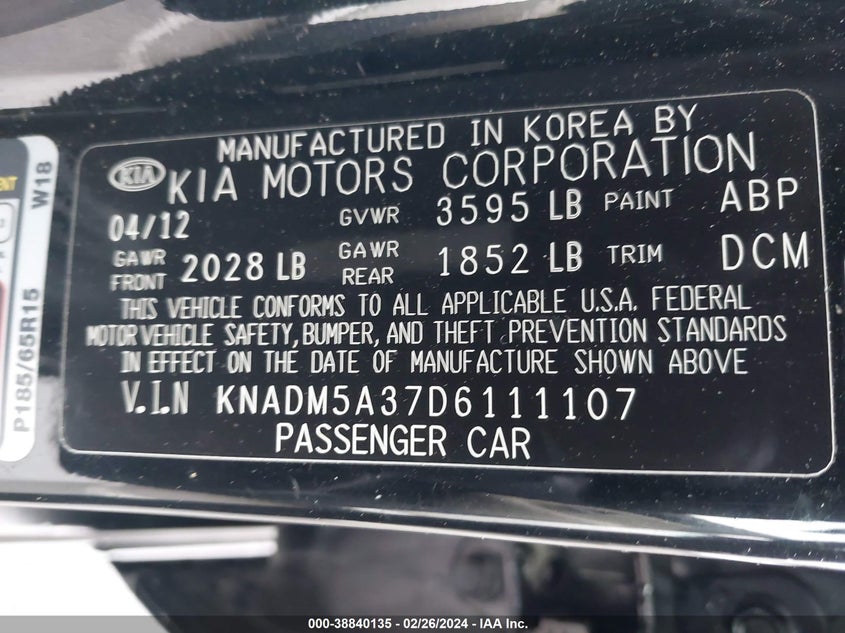 MANUFACTURED IN KOREA BY
KIA KIA MOTORS CORPORATION
04/12 GVWR 3595 LB PAINT ABP
GAWR FRONT 2028 LB GAWR REAR 1852 LB TRIM DCM
THIS VEHICLE CONFORMS TO ALL APPLICABLE U.S.A. FEDERAL
MOTOR VEHICLE SAFETY, BUMPER, AND THEFT PREVENTION STANDARDS
IN EFFECT ON THE DATE OF MANUFACTURE SHOWN ABOVE
V.I.N KNADM5A37D6111107
PASSENGER CAR
P185/65R15 W18
000-38840135 - 02/26/2024 - IAA Inc.